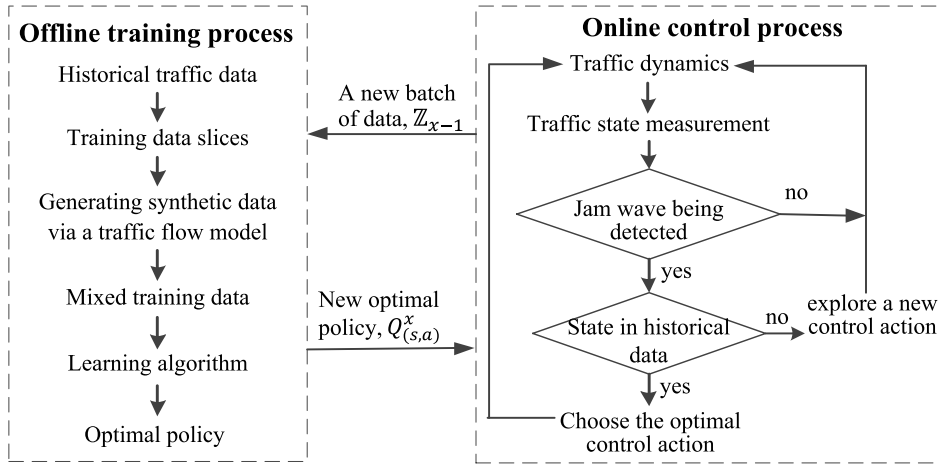 Offline training process
Historical traffic data
Training data slices
Generating synthetic data
via a traffic flow model
Mixed training data
Learning algorithm
Optimal policy
A new batch
of data, ℤₓ₋₁
New optimal
policy, Q^x_(s,a)
Online control process
Traffic dynamics
Traffic state measurement
Jam wave being
detected
no
yes
State in historical
data
no
explore a new
control action
yes
Choose the optimal
control action